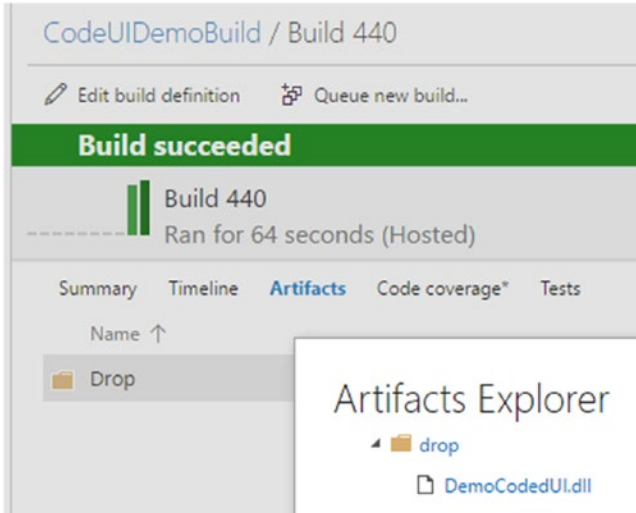 CodeUIDemoBuild / Build 440
Edit build definition Queue new build...
Build succeeded
Build 440
Ran for 64 seconds (Hosted)
Summary Timeline Artifacts Code coverage* Tests
Name ↑
Drop
Artifacts Explorer
drop
DemoCodedUI.dll